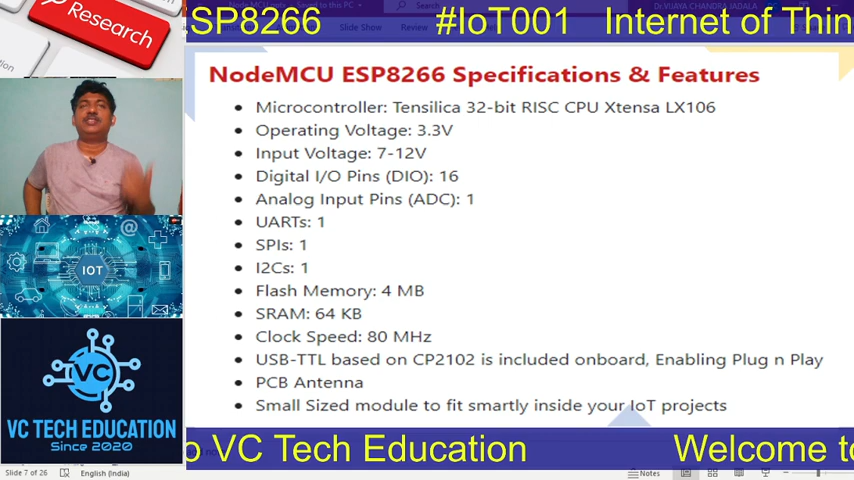 SP8266 #IoT001 Internet of Thin
Research
NodeMCU ESP8266 Specifications & Features
• Microcontroller: Tensilica 32-bit RISC CPU Xtensa LX106
• Operating Voltage: 3.3V
• Input Voltage: 7-12V
• Digital I/O Pins (DIO): 16
• Analog Input Pins (ADC): 1
• UARTs: 1
• SPIs: 1
• I2Cs: 1
• Flash Memory: 4 MB
• SRAM: 64 KB
• Clock Speed: 80 MHz
• USB-TTL based on CP2102 is included onboard, Enabling Plug n Play
• PCB Antenna
• Small Sized module to fit smartly inside your IoT projects
IOT
VC
VC TECH EDUCATION
Since 2020
o VC Tech Education Welcome to
Slide 7 of 26 English (India) Notes